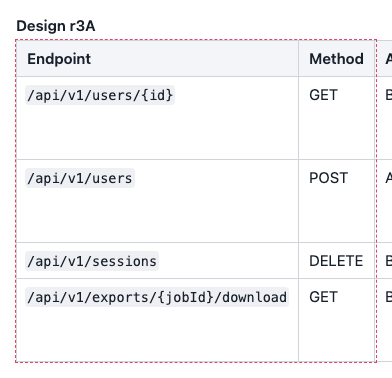 Design r3A
Endpoint Method
/api/v1/users/{id} GET
/api/v1/users POST
/api/v1/sessions DELETE
/api/v1/exports/{jobId}/download GET